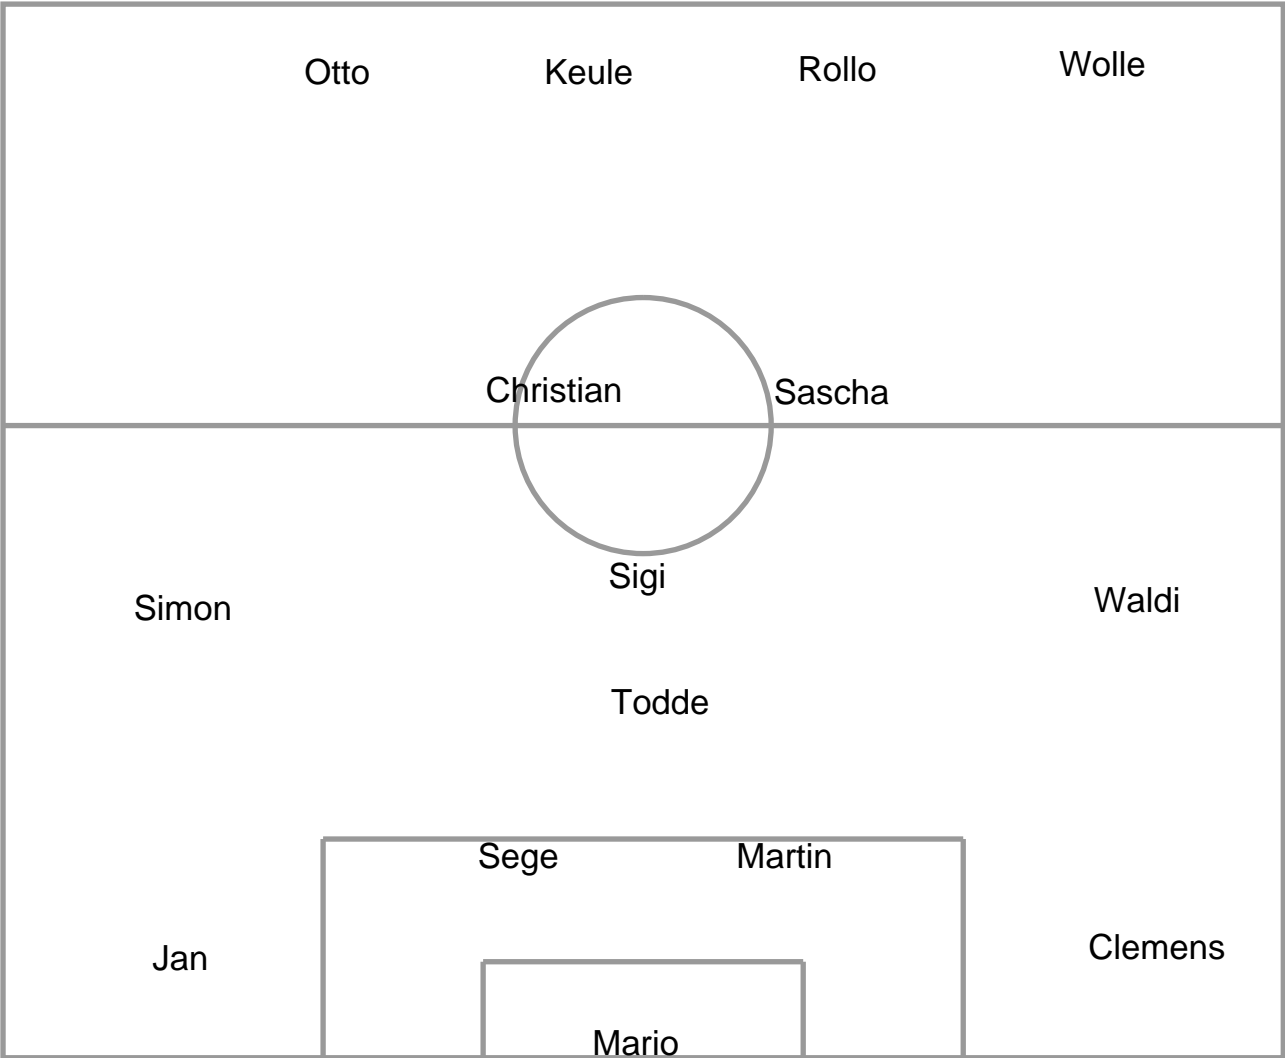 Otto Keule Rollo Wolle
Christian Sascha
Sigi
Simon Waldi
Todde
Sege Martin
Jan Clemens
Mario